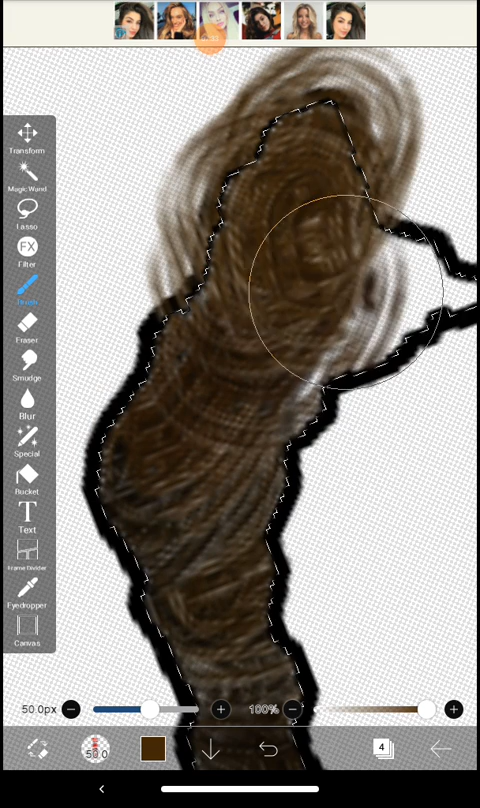 Transform
Magic Wand
Lasso
FX
Filter
Brush
Eraser
Smudge
Blur
Special
Bucket
T
Text
Frame Divider
Eyedropper
Canvas
50.0px
100%
50.0
4